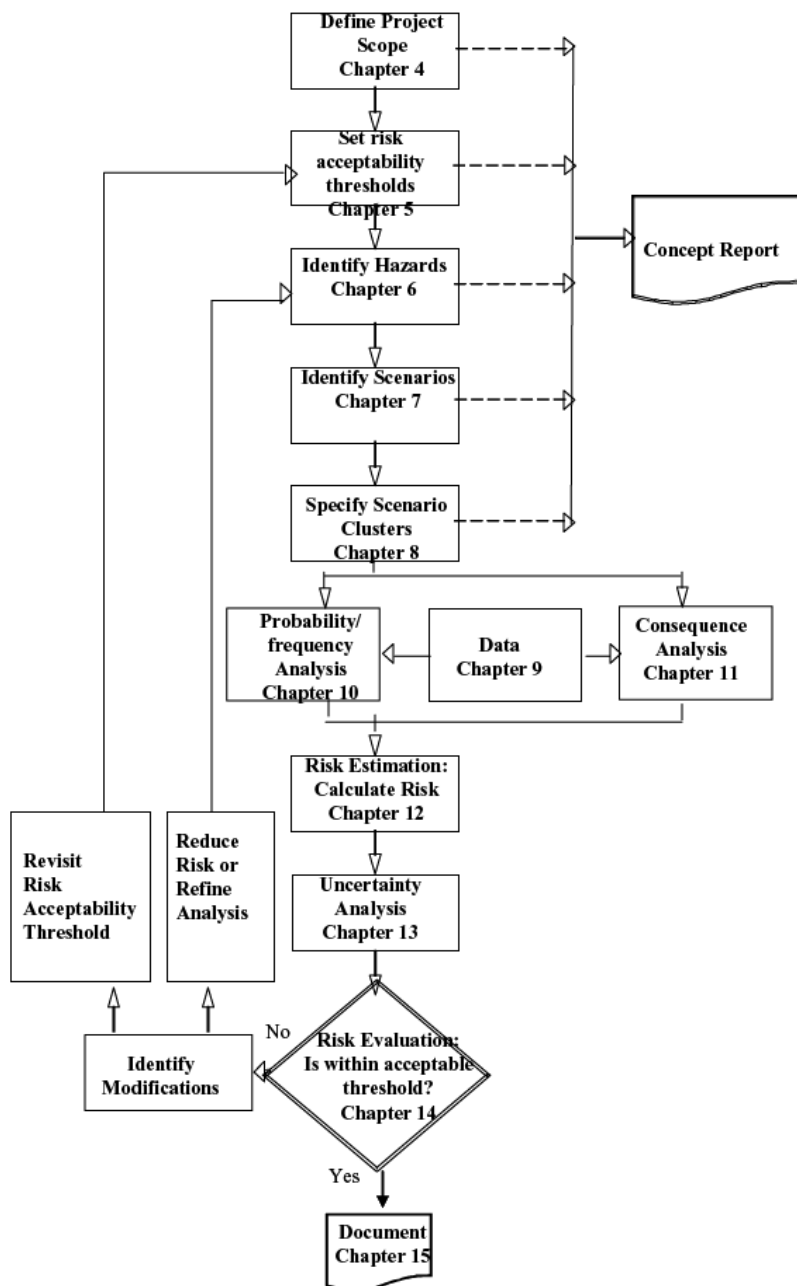 Define Project
Scope
Chapter 4
Set risk
acceptability
thresholds
Chapter 5
Concept Report
Identify Hazards
Chapter 6
Identify Scenarios
Chapter 7
Specify Scenario
Clusters
Chapter 8
Probability/
frequency
Analysis
Chapter 10
Data
Chapter 9
Consequence
Analysis
Chapter 11
Risk Estimation:
Calculate Risk
Chapter 12
Revisit
Risk
Acceptability
Threshold
Reduce
Risk or
Refine
Analysis
Uncertainty
Analysis
Chapter 13
No
Risk Evaluation:
Is within acceptable
threshold?
Chapter 14
Identify
Modifications
Yes
Document
Chapter 15